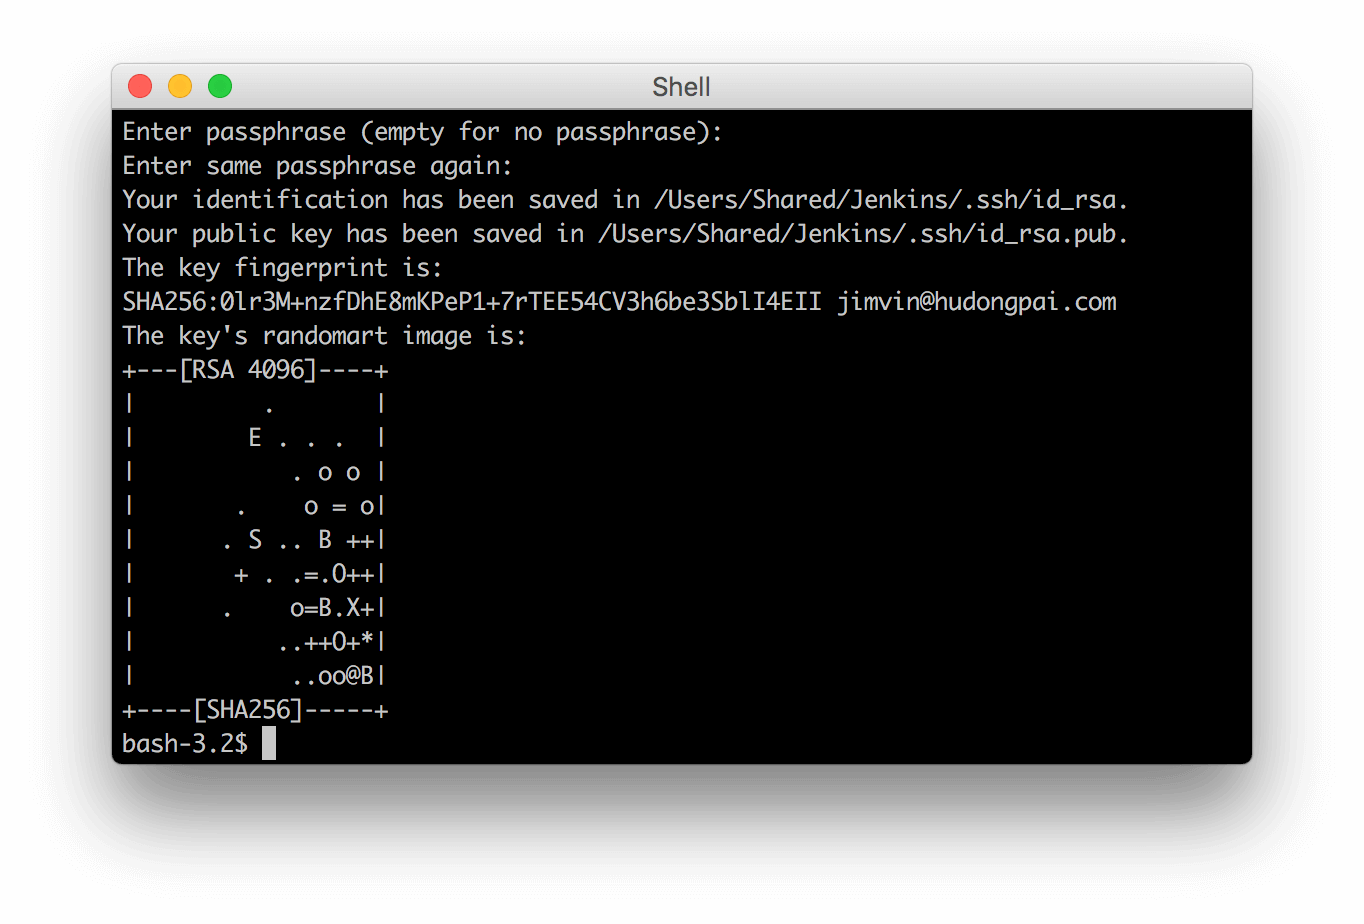 Shell
Enter passphrase (empty for no passphrase):
Enter same passphrase again:
Your identification has been saved in /Users/Shared/Jenkins/.ssh/id_rsa.
Your public key has been saved in /Users/Shared/Jenkins/.ssh/id_rsa.pub.
The key fingerprint is:
SHA256:0lr3M+nzfDhE8mKPeP1+7rTEE54CV3h6be3SblI4EII jimvin@hudongpai.com
The key's randomart image is:
+---[RSA 4096]----+
|         .       |
|        E . . .  |
|           . o o |
|       .    o = o|
|      . S .. B ++|
|       + . .=.O++|
|      .    o=B.X+|
|          ..++O+*|
|           ..oo@B|
+----[SHA256]-----+
bash-3.2$